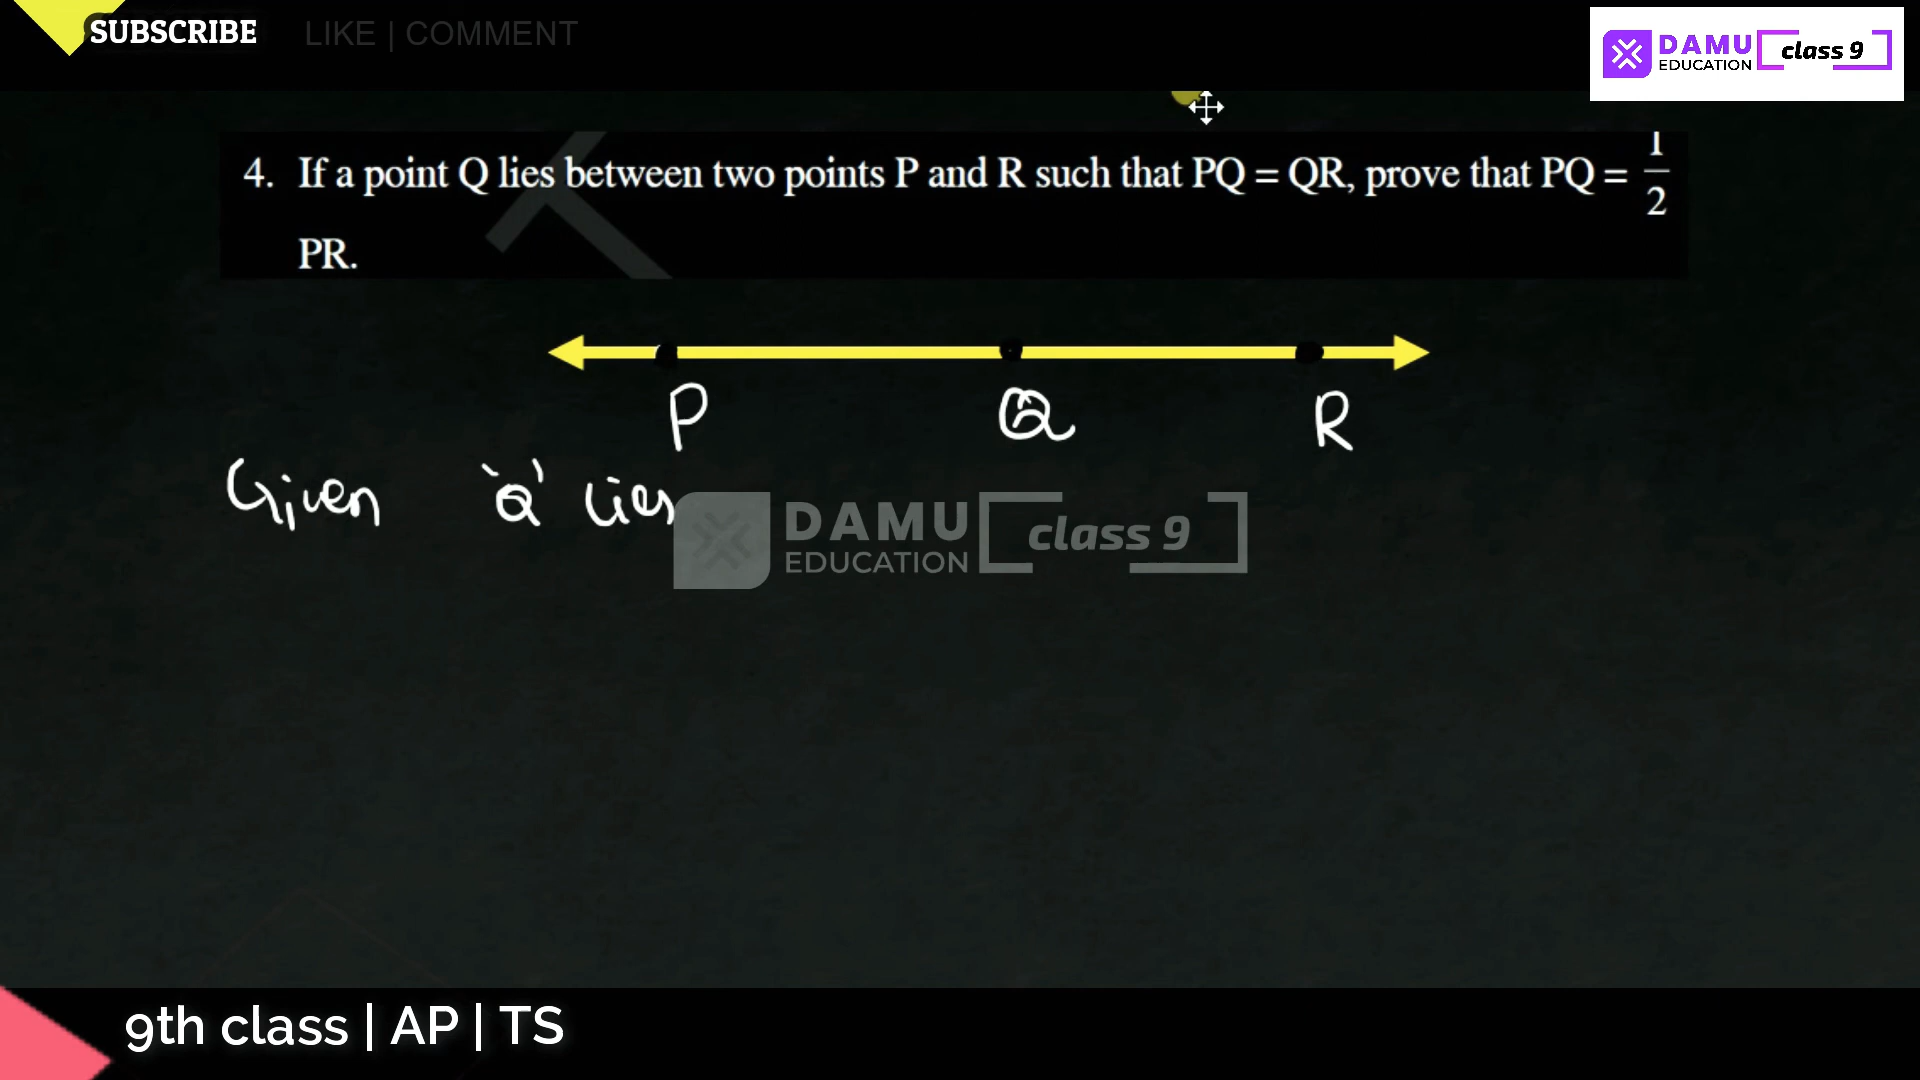 SUBSCRIBE LIKE | COMMENT
DAMU EDUCATION class 9
4. If a point Q lies between two points P and R such that PQ = QR, prove that PQ = 1/2
PR.
P Q R
Given 'Q' lies
DAMU EDUCATION class 9
9th class | AP | TS